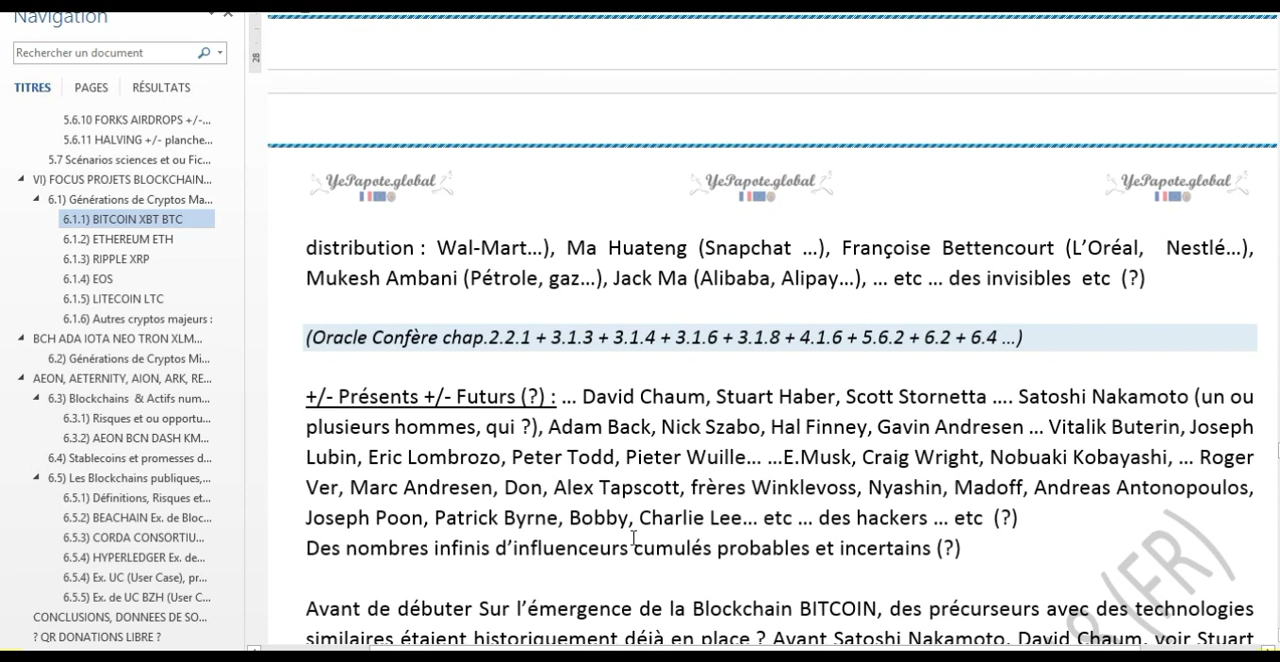 Navigation
Rechercher un document
TITRES PAGES RÉSULTATS
5.6.10 FORKS AIRDROPS +/-...
5.6.11 HALVING +/- planche...
5.7 Scénarios sciences et ou Fic...
VI) FOCUS PROJETS BLOCKCHAIN...
6.1) Générations de Cryptos Ma...
6.1.1) BITCOIN XBT BTC
6.1.2) ETHEREUM ETH
6.1.3) RIPPLE XRP
6.1.4) EOS
6.1.5) LITECOIN LTC
6.1.6) Autres cryptos majeurs :
BCH ADA IOTA NEO TRON XLM...
6.2) Générations de Cryptos Mi...
AEON, AETERNITY, AION, ARK, RE...
6.3) Blockchains & Actifs num...
6.3.1) Risques et ou opportu...
6.3.2) AEON BCN DASH KM...
6.4) Stablecoins et promesses d...
6.5) Les Blockchains publiques,...
6.5.1) Définitions, Risques et...
6.5.2) BEACHAIN Ex. de Bloc...
6.5.3) CORDA CONSORTIU...
6.5.4) HYPERLEDGER Ex. de...
6.5.4) Ex. UC (User Case), pr...
6.5.5) Ex. de UC BZH (User C...
CONCLUSIONS, DONNEES DE SO...
? QR DONATIONS LIBRE ?
28
YePapote.global YePapote.global YePapote.global
distribution : Wal-Mart...), Ma Huateng (Snapchat ...), Françoise Bettencourt (L’Oréal, Nestlé...),
Mukesh Ambani (Pétrole, gaz...), Jack Ma (Alibaba, Alipay...), ... etc ... des invisibles etc (?)
(Oracle Confère chap.2.2.1 + 3.1.3 + 3.1.4 + 3.1.6 + 3.1.8 + 4.1.6 + 5.6.2 + 6.2 + 6.4 ...)
+/- Présents +/- Futurs (?) : ... David Chaum, Stuart Haber, Scott Stornetta .... Satoshi Nakamoto (un ou
plusieurs hommes, qui ?), Adam Back, Nick Szabo, Hal Finney, Gavin Andresen ... Vitalik Buterin, Joseph
Lubin, Eric Lombrozo, Peter Todd, Pieter Wuille... ...E.Musk, Craig Wright, Nobuaki Kobayashi, ... Roger
Ver, Marc Andresen, Don, Alex Tapscott, frères Winklevoss, Nyashin, Madoff, Andreas Antonopoulos,
Joseph Poon, Patrick Byrne, Bobby, Charlie Lee... etc ... des hackers ... etc (?)
Des nombres infinis d’influenceurs cumulés probables et incertains (?)
Avant de débuter Sur l’émergence de la Blockchain BITCOIN, des précurseurs avec des technologies
similaires étaient historiquement déjà en place ? Avant Satoshi Nakamoto, David Chaum, voir Stuart
(FR)